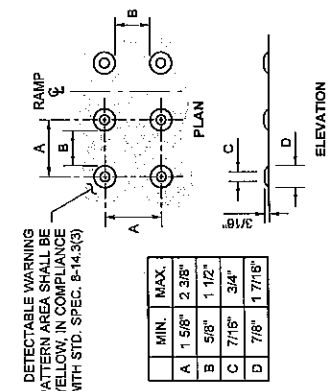 DETECTABLE WARNING
PATTERN AREA SHALL BE
YELLOW, IN COMPLIANCE
WITH STD. SPEC. 8-14.3(3)
RAMP
CL
A
B
B
A
PLAN
C
D
3/16"
ELEVATION
MIN. MAX.
A 1 5/8" 2 3/8"
B 5/8" 1 1/2"
C 7/16" 3/4"
D 7/8" 1 7/16"